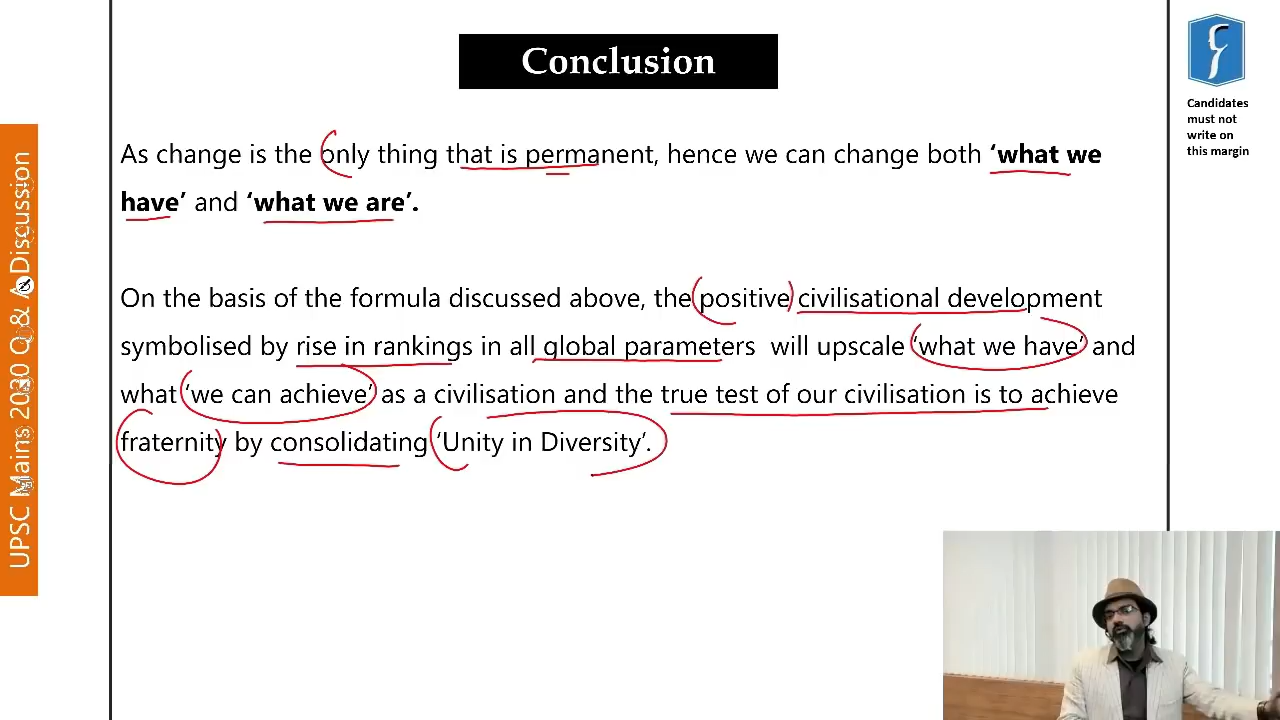 Conclusion
As change is the only thing that is permanent, hence we can change both ‘what we
have’ and ‘what we are’.
On the basis of the formula discussed above, the positive civilisational development
symbolised by rise in rankings in all global parameters will upscale ‘what we have’ and
what ‘we can achieve’ as a civilisation and the true test of our civilisation is to achieve
fraternity by consolidating ‘Unity in Diversity’.
Candidates
must not
write on
this margin
UPSC Mains 2020 Q & A Discussion